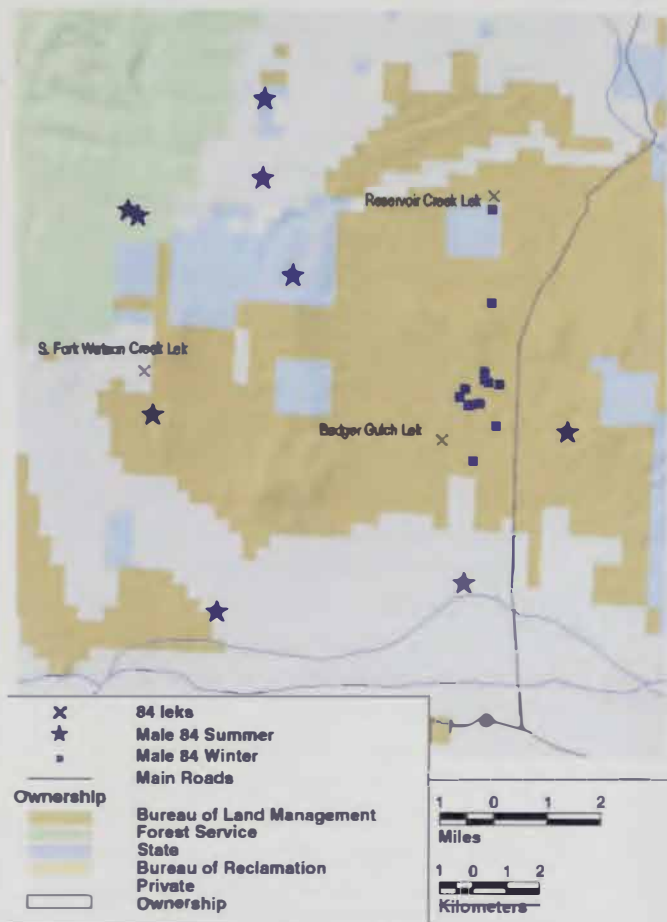 Reservoir Creek Lek
S. Fort Watson Creek Lek
Badger Gulch Lek
84 leks
Male 84 Summer
Male 84 Winter
Main Roads
Ownership
Bureau of Land Management
Forest Service
State
Bureau of Reclamation
Private
Ownership
1 0 1 2
Miles
1 0 1 2
Kilometers